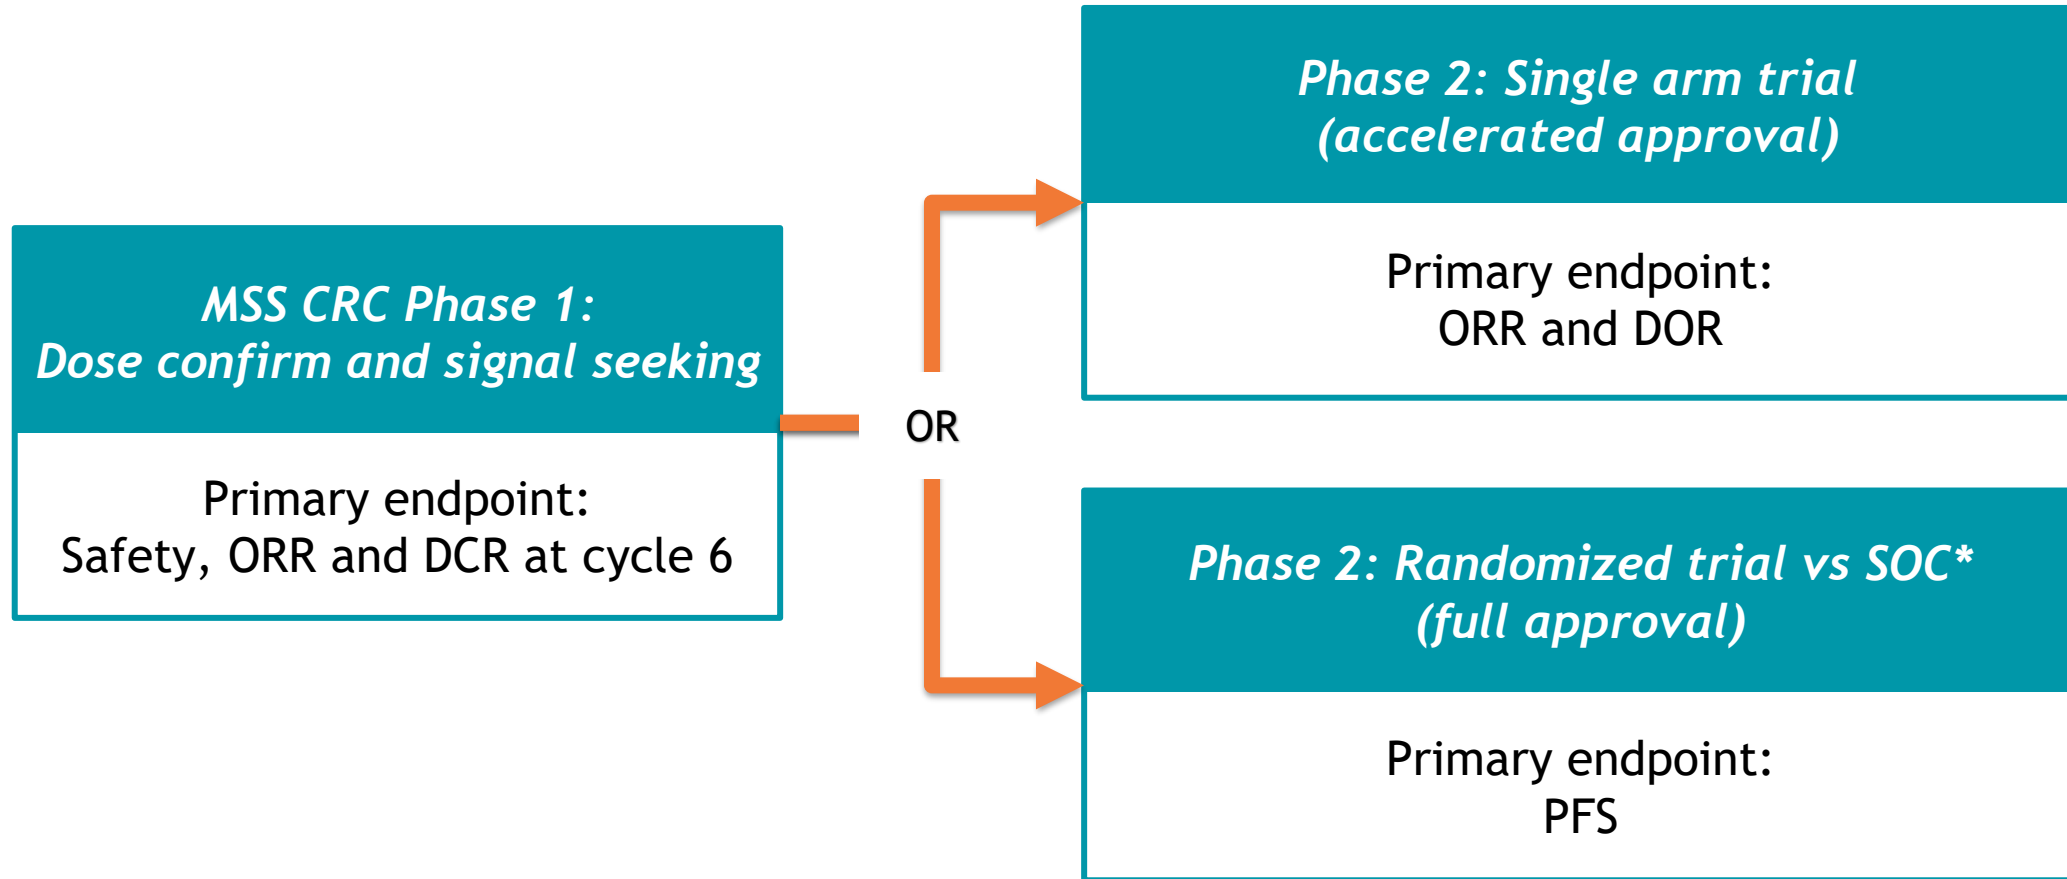 MSS CRC Phase 1:
Dose confirm and signal seeking
Primary endpoint:
Safety, ORR and DCR at cycle 6
OR
Phase 2: Single arm trial
(accelerated approval)
Primary endpoint:
ORR and DOR
Phase 2: Randomized trial vs SOC*
(full approval)
Primary endpoint:
PFS